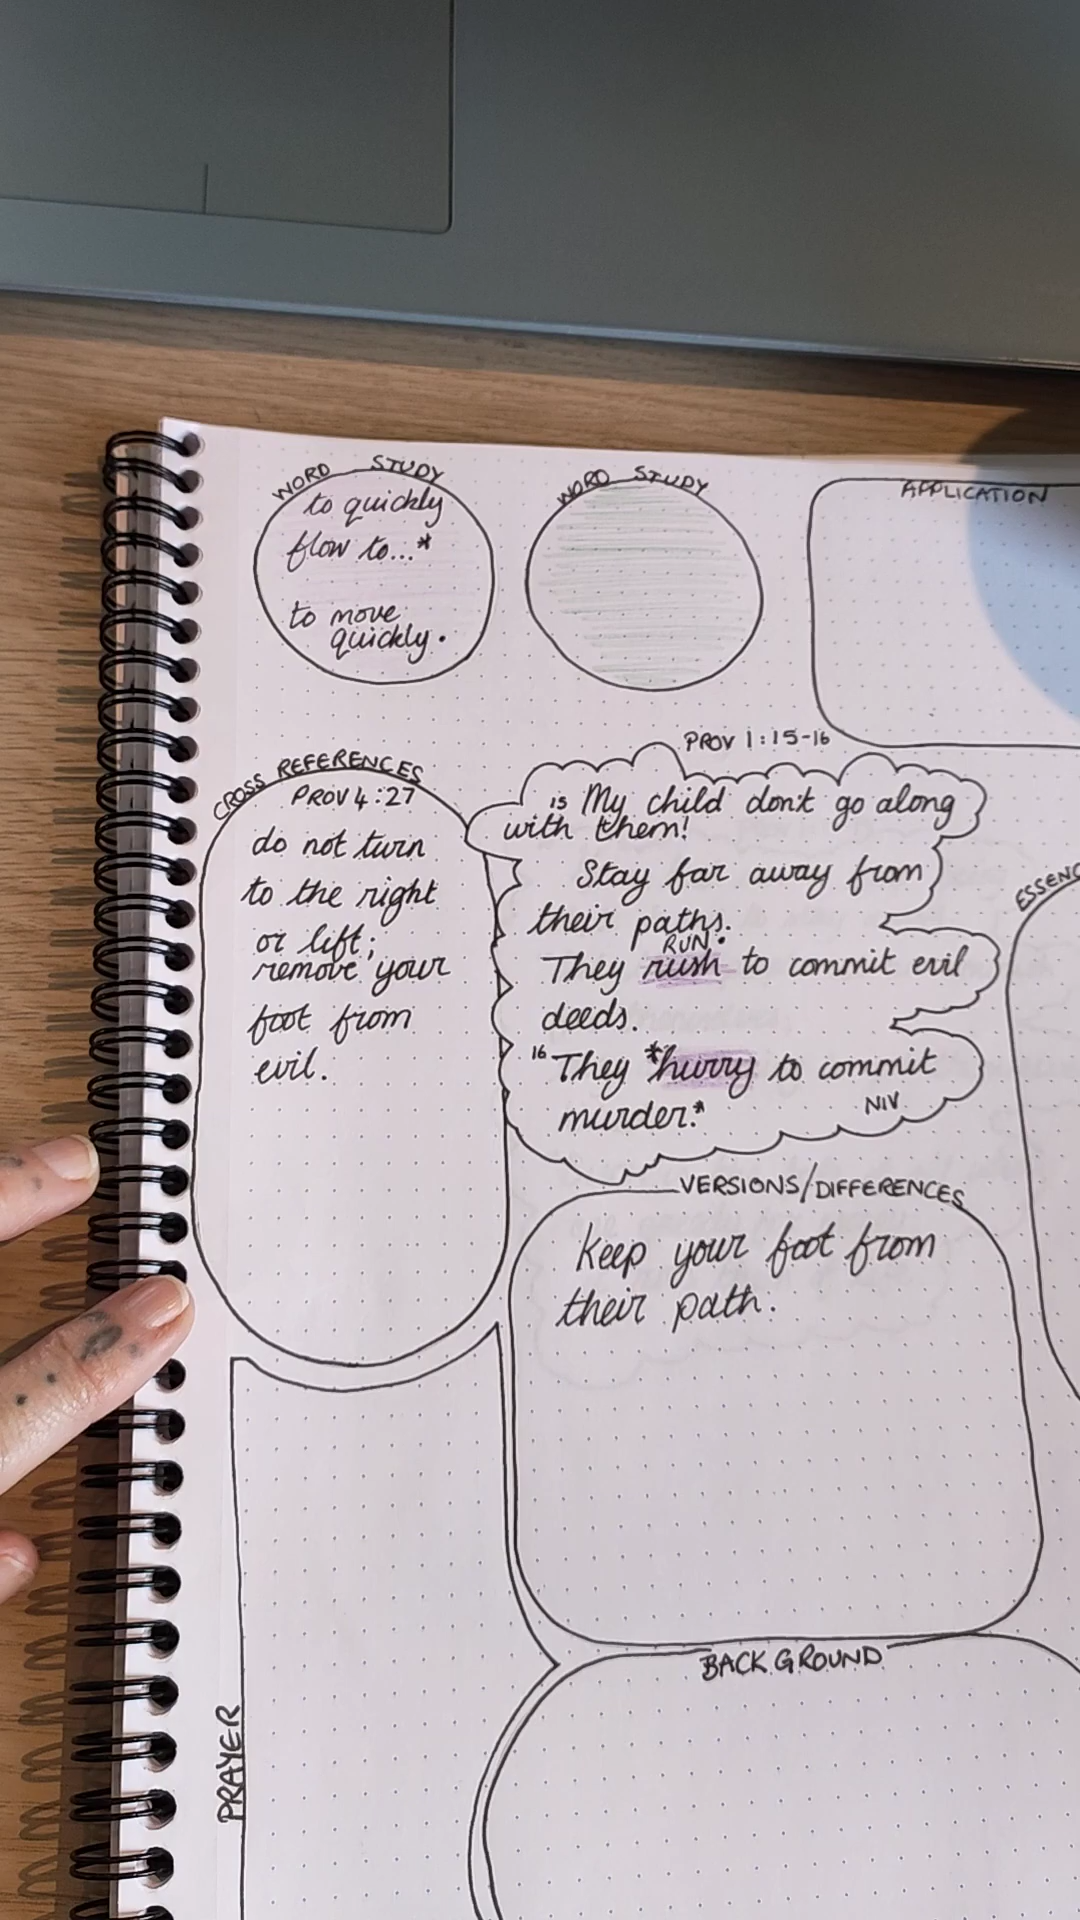 WORD STUDY
to quickly
flow to...*
to move
quickly.
WORD STUDY
APPLICATION
CROSS REFERENCES
PROV 4:27
do not turn
to the right
or lift;
remove your
foot from
evil.
PROV 1:15-16
15 My child don't go along
with them!
Stay far away from
their paths.
RUN•
They rush to commit evil
deeds.
16 They *hurry to commit
murder.*
NIV
ESSENC
VERSIONS/DIFFERENCES
Keep your foot from
their path.
BACKGROUND
PRAYER